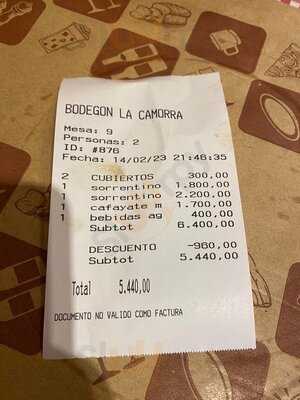 BODEGON LA CAMORRA
Mesa: 9
Personas: 2
ID: #876
Fecha: 14/02/23 21:46:35
2 CUBIERTOS 300,00
1 sorrentino 1.800,00
1 sorrentino 2.200,00
1 cafayate m 1.700,00
1 bebidas ag 400,00
Subtot 6.400,00
DESCUENTO -960,00
Subtot 5.440,00
Total 5.440,00
DOCUMENTO NO VALIDO COMO FACTURA